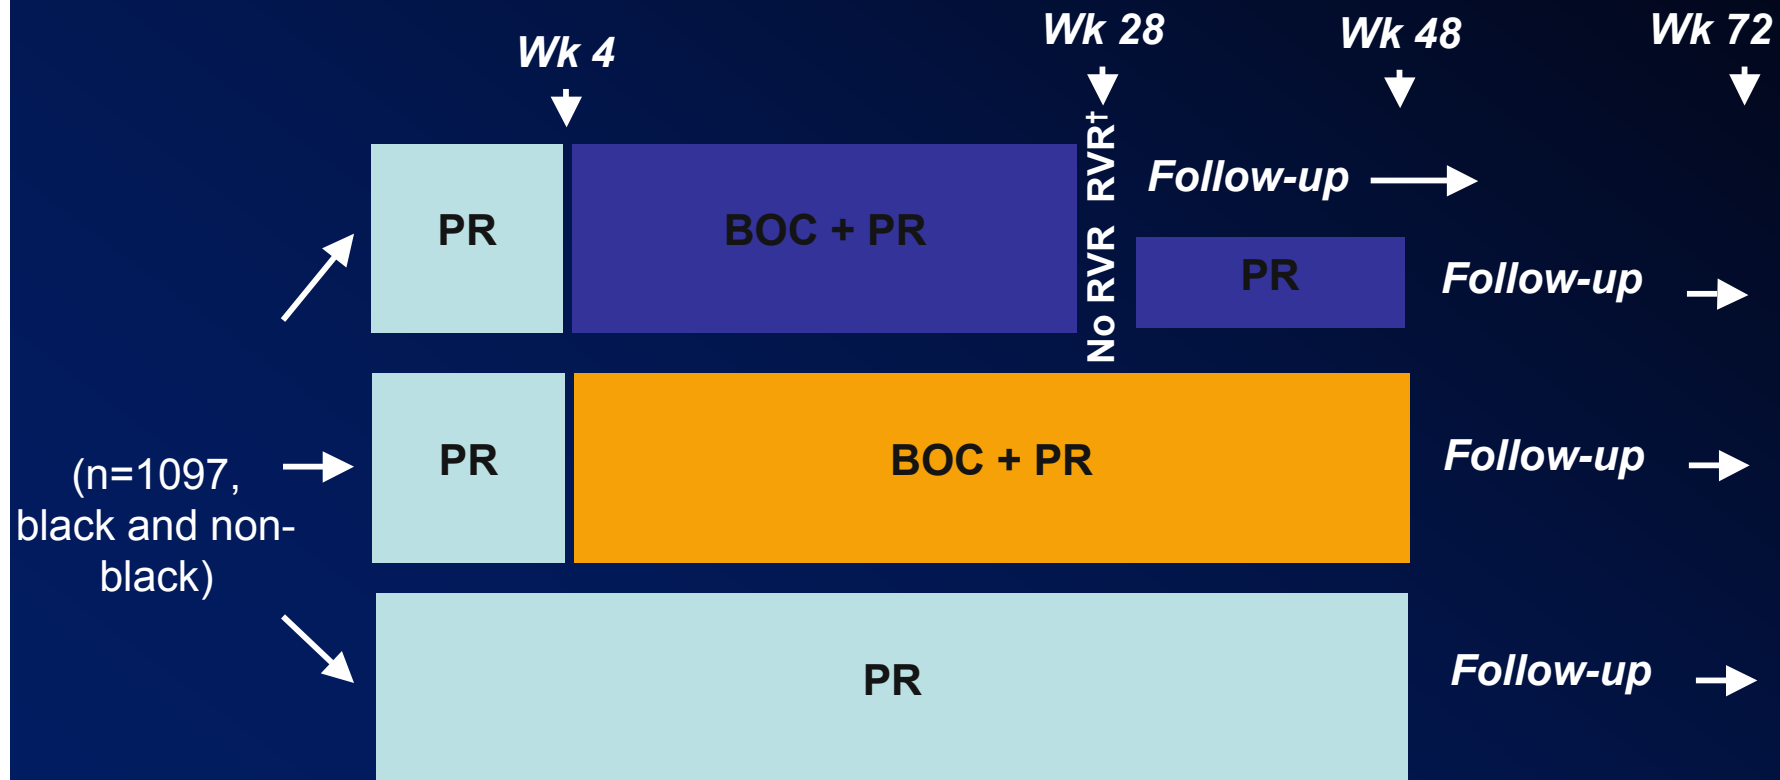 Wk 4
Wk 28
Wk 48
Wk 72
PR
BOC + PR
No RVR RVR†
Follow-up
PR
Follow-up
(n=1097,
black and non-
black)
PR
BOC + PR
Follow-up
PR
Follow-up